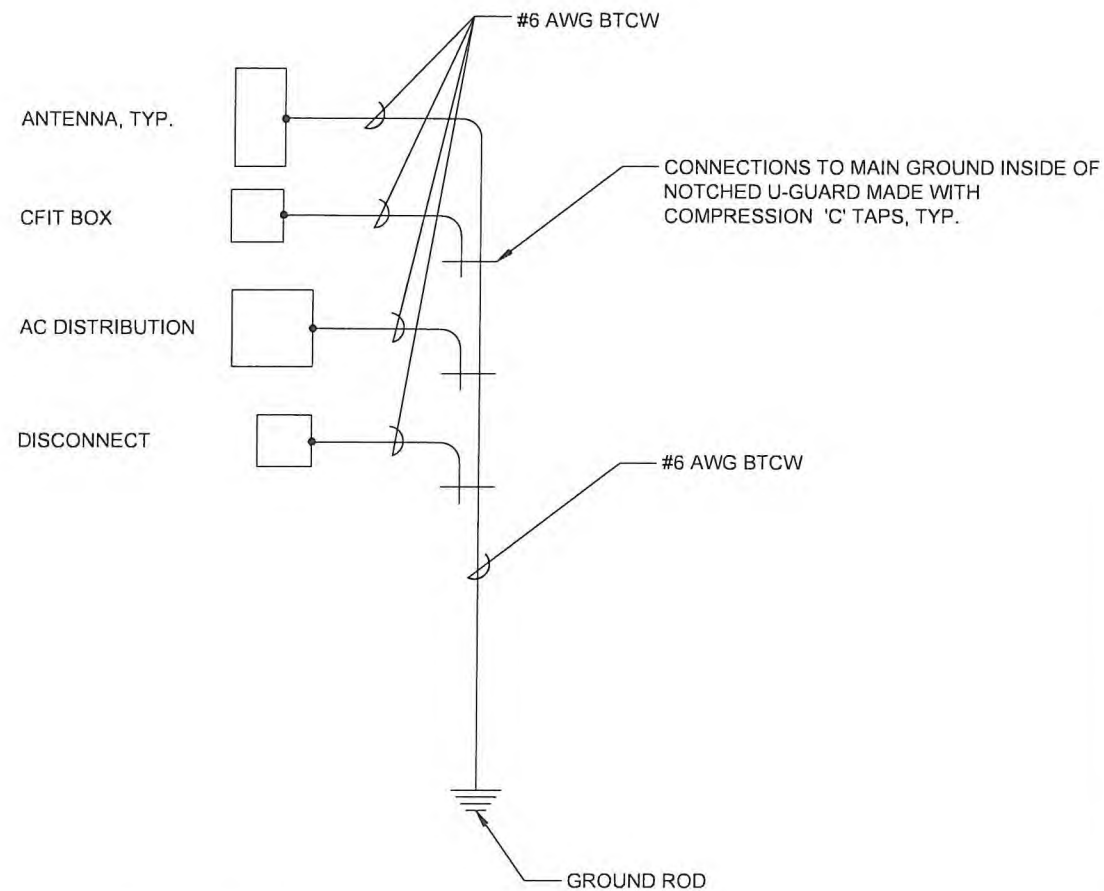 #6 AWG BTCW
ANTENNA, TYP.
CONNECTIONS TO MAIN GROUND INSIDE OF
NOTCHED U-GUARD MADE WITH
COMPRESSION 'C' TAPS, TYP.
CFIT BOX
AC DISTRIBUTION
DISCONNECT
#6 AWG BTCW
GROUND ROD